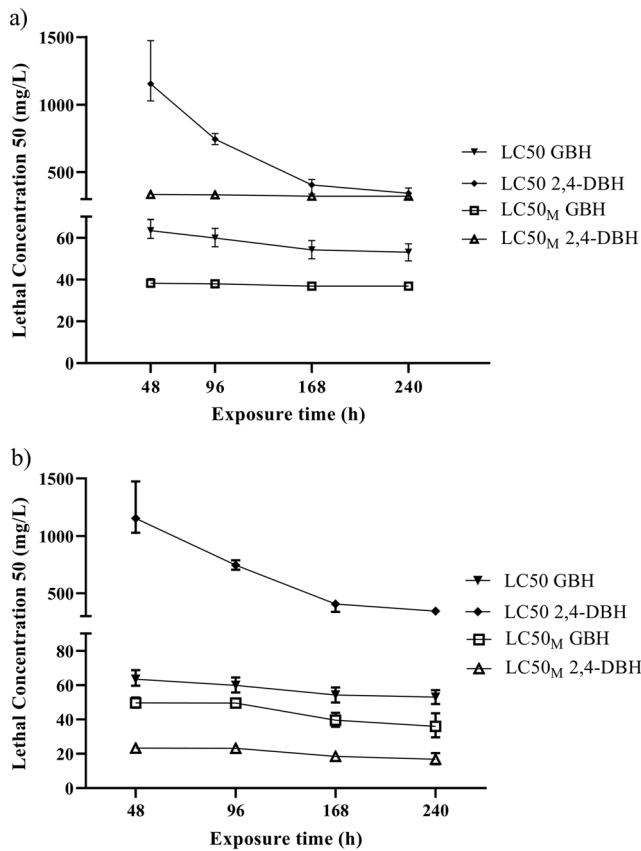 a)
Lethal Concentration 50 (mg/L)
1500
1000
500
60
40
20
0
48 96 168 240
Exposure time (h)
LC50 GBH
LC50 2,4-DBH
LC50M GBH
LC50M 2,4-DBH
b)
Lethal Concentration 50 (mg/L)
1500
1000
500
80
60
40
20
0
48 96 168 240
Exposure time (h)
LC50 GBH
LC50 2,4-DBH
LC50M GBH
LC50M 2,4-DBH